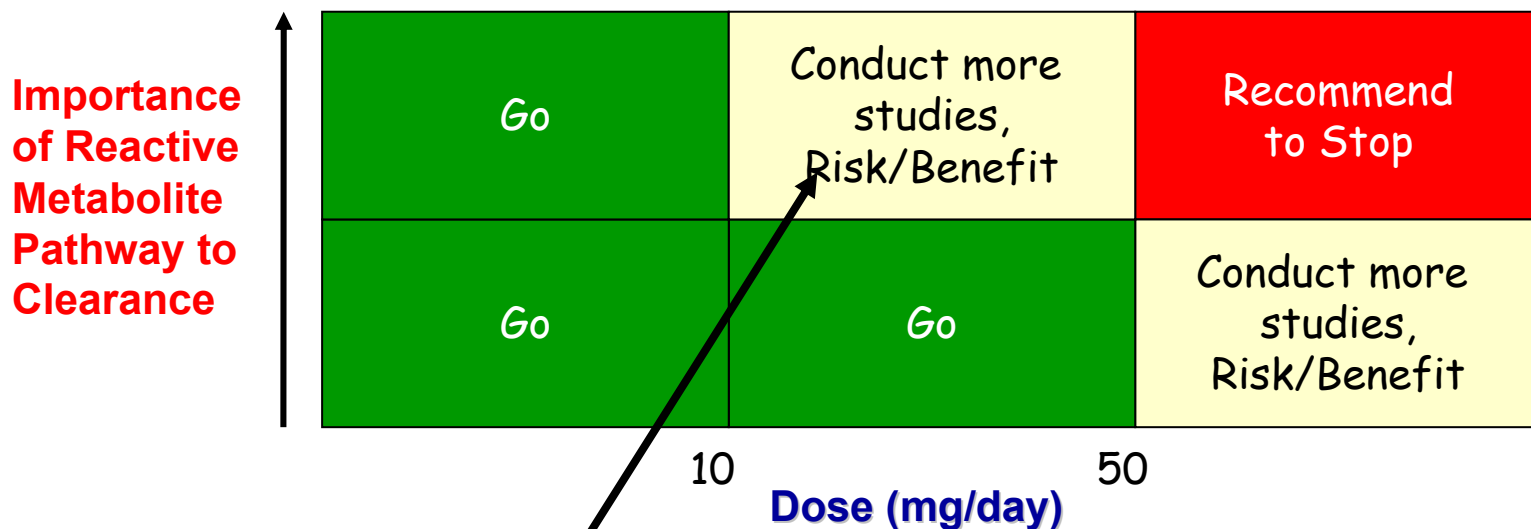 Importance
of Reactive
Metabolite
Pathway to
Clearance
Go
Conduct more
studies,
Risk/Benefit
Recommend
to Stop
Go
Go
Conduct more
studies,
Risk/Benefit
10
50
Dose (mg/day)